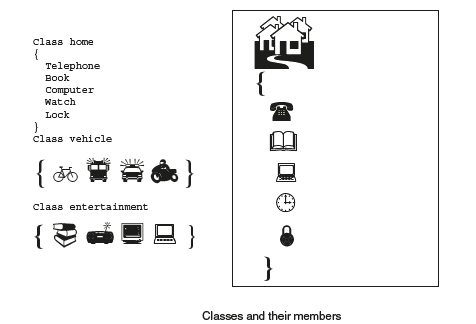 Class home
{
Telephone
Book
Computer
Watch
Lock
}
Class vehicle
{ }
Class entertainment
{ }
{
}
Classes and their members